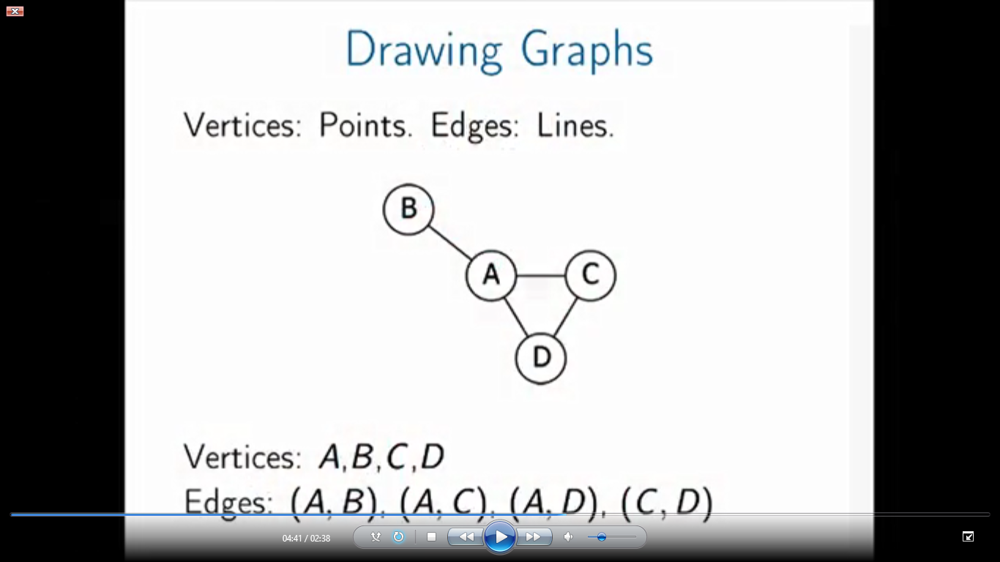 Drawing Graphs
Vertices: Points. Edges: Lines.
B
A
C
D
Vertices: A,B,C,D
Edges: (A, B), (A, C), (A, D), (C, D)
04:41 / 02:38